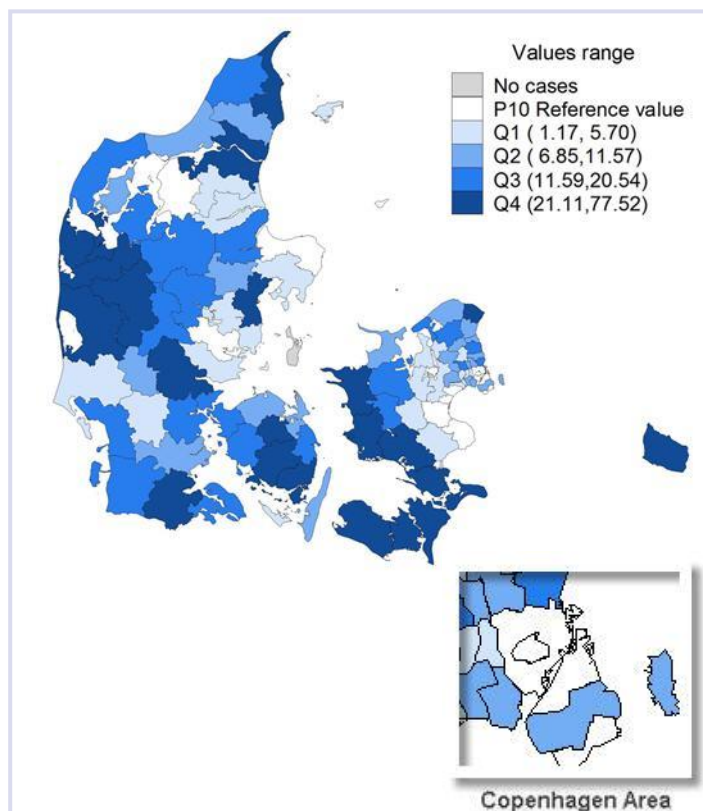 Values range
No cases
P10 Reference value
Q1 ( 1.17, 5.70)
Q2 ( 6.85,11.57)
Q3 (11.59,20.54)
Q4 (21.11,77.52)
Copenhagen Area